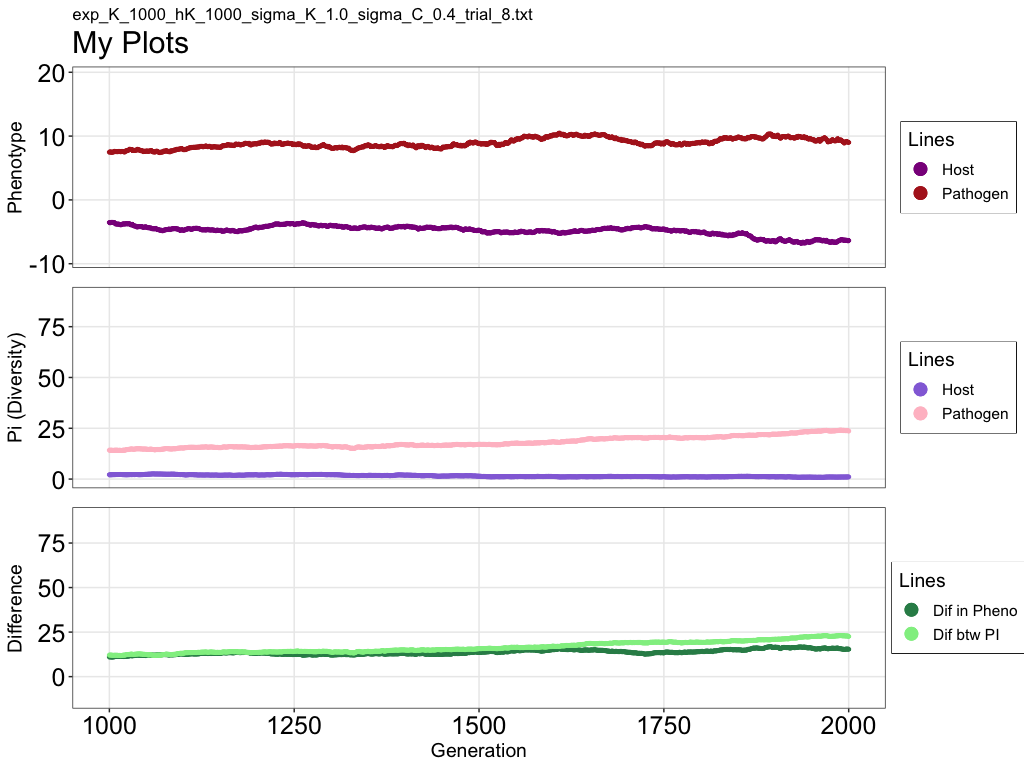 exp_K_1000_hK_1000_sigma_K_1.0_sigma_C_0.4_trial_8.txt
My Plots
20
10
0
-10
Phenotype
Lines
Host
Pathogen
75
50
25
0
Pi (Diversity)
Lines
Host
Pathogen
75
50
25
0
Difference
Lines
Dif in Pheno
Dif btw PI
1000 1250 1500 1750 2000
Generation